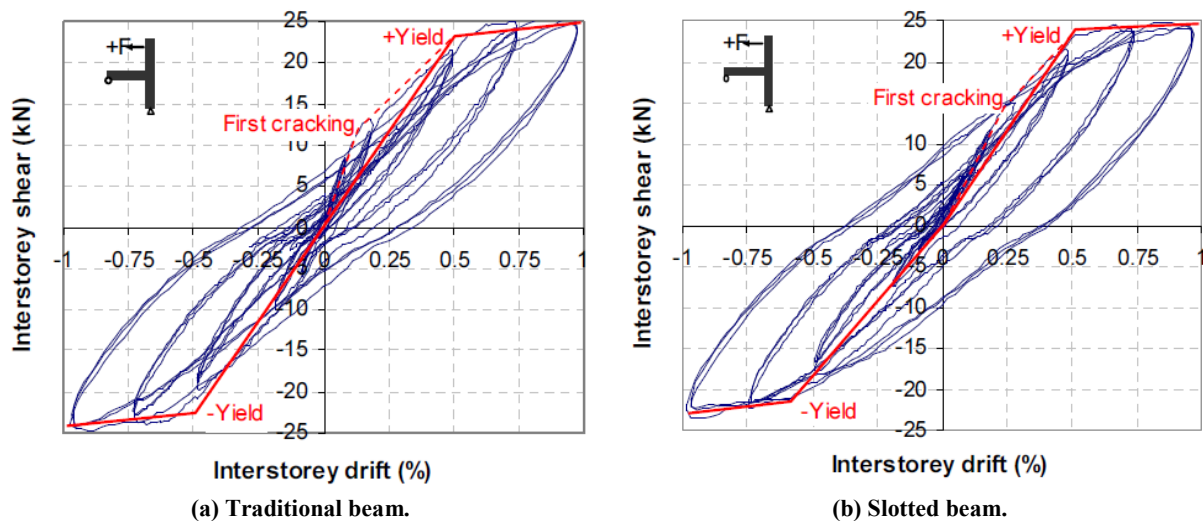 25
20
15
10
5
0
-5
-10
-15
-20
-25
-1 -0.75 -0.5 -0.25 0 0.25 0.5 0.75 1
+F
+Yield
First cracking
-Yield
Interstorey shear (kN)
Interstorey drift (%)
(a) Traditional beam.
25
20
15
10
5
0
-5
-10
-15
-20
-25
-1 -0.75 -0.5 -0.25 0 0.25 0.5 0.75 1
+F
+Yield
First cracking
-Yield
Interstorey shear (kN)
Interstorey drift (%)
(b) Slotted beam.